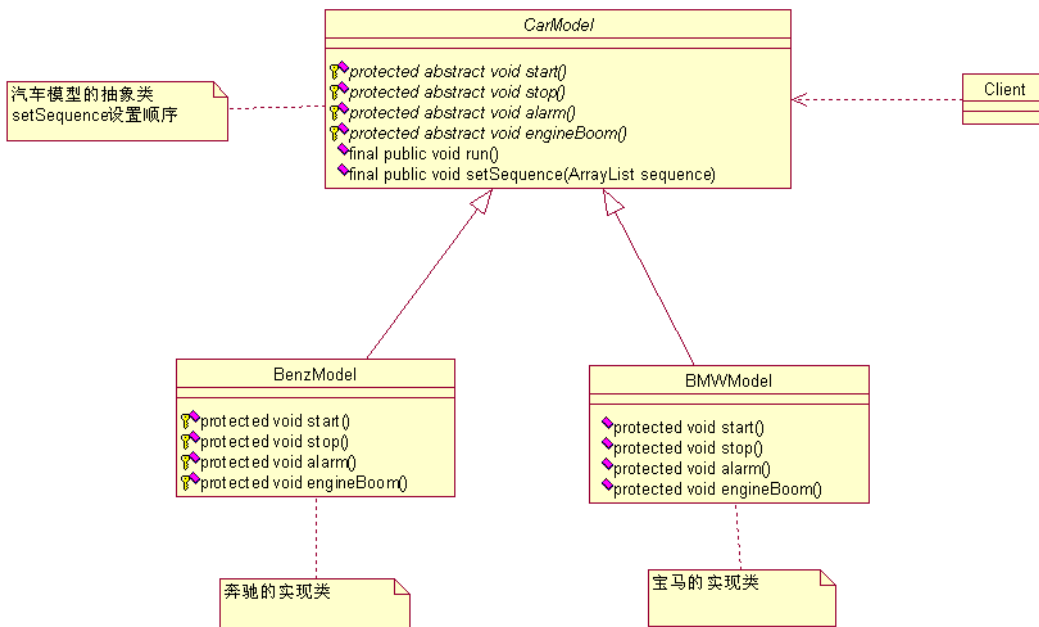 CarModel
protected abstract void start()
protected abstract void stop()
protected abstract void alarm()
protected abstract void engineBoom()
final public void run()
final public void setSequence(ArrayList sequence)
汽车模型的抽象类
setSequence设置顺序
Client
BenzModel
protected void start()
protected void stop()
protected void alarm()
protected void engineBoom()
BMWModel
protected void start()
protected void stop()
protected void alarm()
protected void engineBoom()
奔驰的实现类
宝马的实现类